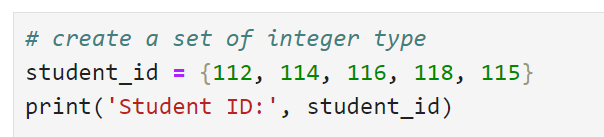 # create a set of integer type
student_id = {112, 114, 116, 118, 115}
print('Student ID:', student_id)